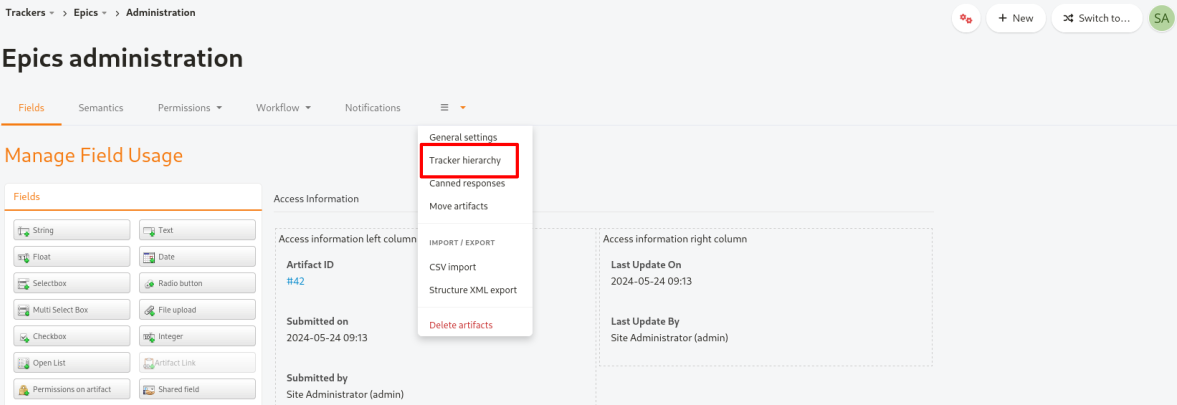 Trackers > Epics > Administration
+ New
Switch to...
SA
Epics administration
Fields Semantics Permissions Workflow Notifications
General settings
Tracker hierarchy
Canned responses
Move artifacts
IMPORT / EXPORT
CSV import
Structure XML export
Delete artifacts
Manage Field Usage
Fields
String Text
Float Date
Selectbox Radio button
Multi Select Box File upload
Checkbox Integer
Open List Artifact Link
Permissions on artifact Shared field
Access Information
Access information left column
Artifact ID
#42
Submitted on
2024-05-24 09:13
Submitted by
Site Administrator (admin)
Access information right column
Last Update On
2024-05-24 09:13
Last Update By
Site Administrator (admin)